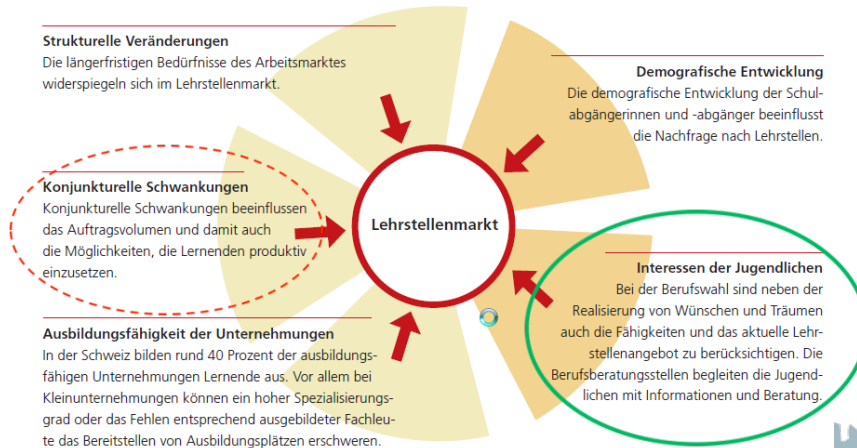 Strukturelle Veränderungen
Die längerfristigen Bedürfnisse des Arbeitsmarktes
widerspiegeln sich im Lehrstellenmarkt.
Konjunkturelle Schwankungen
Konjunkturelle Schwankungen beeinflussen
das Auftragsvolumen und damit auch
die Möglichkeiten, die Lernenden produktiv
einzusetzen.
Ausbildungsfähigkeit der Unternehmungen
In der Schweiz bilden rund 40 Prozent der ausbildungs-
fähigen Unternehmungen Lernende aus. Vor allem bei
Kleinunternehmungen können ein hoher Spezialisierungs-
grad oder das Fehlen entsprechend ausgebildeter Fachleu-
te das Bereitstellen von Ausbildungsplätzen erschweren.
Lehrstellenmarkt
Demografische Entwicklung
Die demografische Entwicklung der Schul-
abgängerinnen und -abgänger beeinflusst
die Nachfrage nach Lehrstellen.
Interessen der Jugendlichen
Bei der Berufswahl sind neben der
Realisierung von Wünschen und Träumen
auch die Fähigkeiten und das aktuelle Lehr-
stellenangebot zu berücksichtigen. Die
Berufsberatungsstellen begleiten die Jugend-
lichen mit Informationen und Beratung.